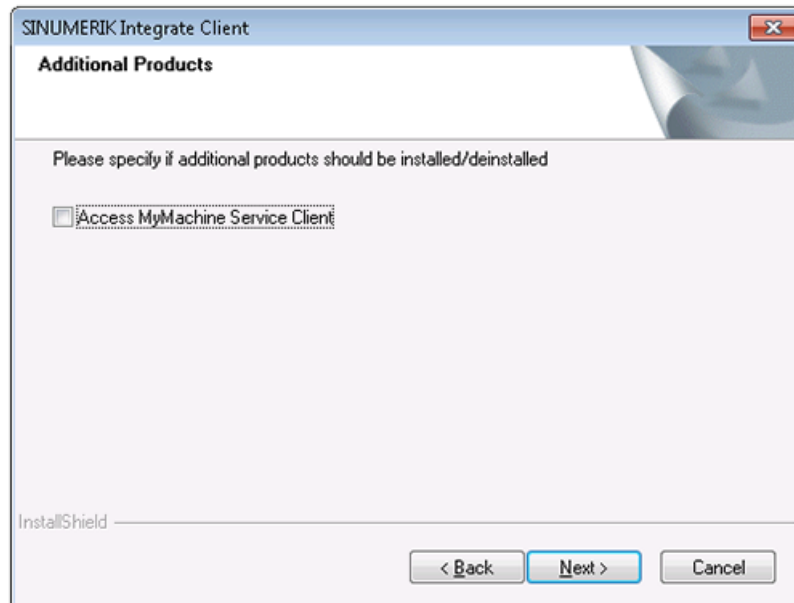 SINUMERIK Integrate Client
Additional Products
Please specify if additional products should be installed/deinstalled
Access MyMachine Service Client
InstallShield
< Back Next > Cancel